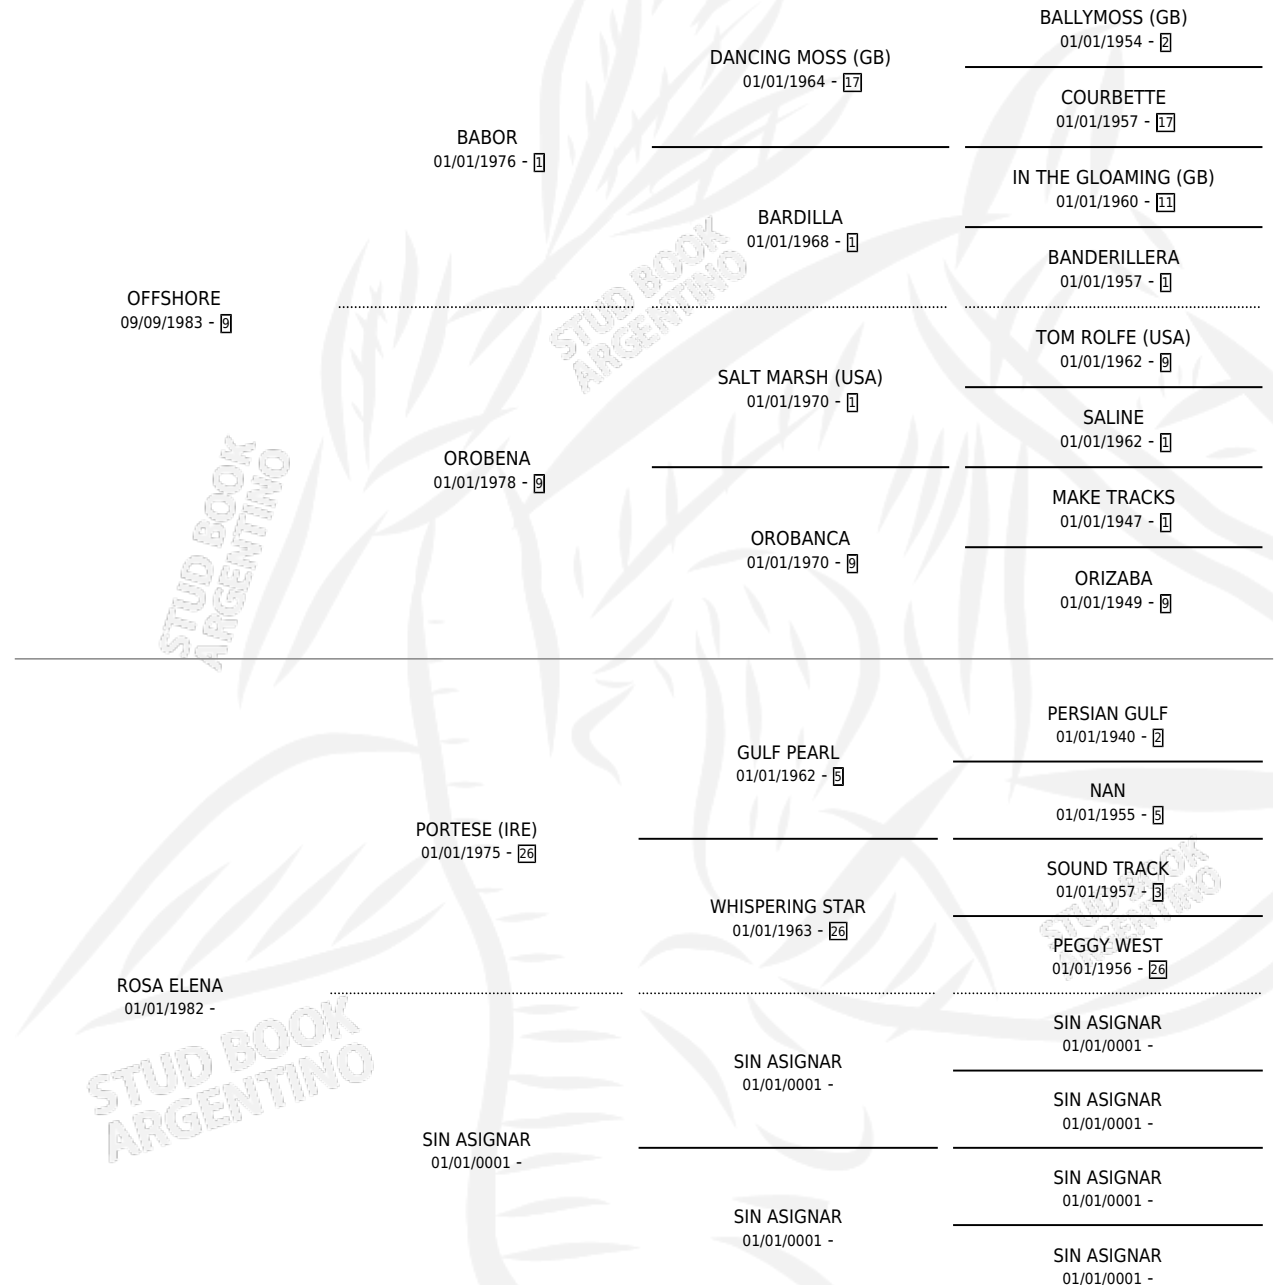 BALLYMOSS (GB)
01/01/1954 - 2
DANCING MOSS (GB)
01/01/1964 - 17
COURBETTE
01/01/1957 - 17
BABOR
01/01/1976 - 1
IN THE GLOAMING (GB)
01/01/1960 - 11
BARDILLA
01/01/1968 - 1
BANDERILLERA
01/01/1957 - 1
OFFSHORE
09/09/1983 - 9
TOM ROLFE (USA)
01/01/1962 - 9
SALT MARSH (USA)
01/01/1970 - 1
SALINE
01/01/1962 - 1
OROBENA
01/01/1978 - 9
MAKE TRACKS
01/01/1947 - 1
OROBANCA
01/01/1970 - 9
ORIZABA
01/01/1949 - 9
PERSIAN GULF
01/01/1940 - 2
GULF PEARL
01/01/1962 - 5
NAN
01/01/1955 - 5
PORTESE (IRE)
01/01/1975 - 26
SOUND TRACK
01/01/1957 - 3
WHISPERING STAR
01/01/1963 - 26
PEGGY WEST
01/01/1956 - 26
ROSA ELENA
01/01/1982 -
SIN ASIGNAR
01/01/0001 -
SIN ASIGNAR
01/01/0001 -
SIN ASIGNAR
01/01/0001 -
SIN ASIGNAR
01/01/0001 -
SIN ASIGNAR
01/01/0001 -
SIN ASIGNAR
01/01/0001 -
SIN ASIGNAR
01/01/0001 -
STUD BOOK
ARGENTINO
STUD BOOK
ARGENTINO
STUD BOOK
ARGENTINO
STUD BOOK
ARGENTINO